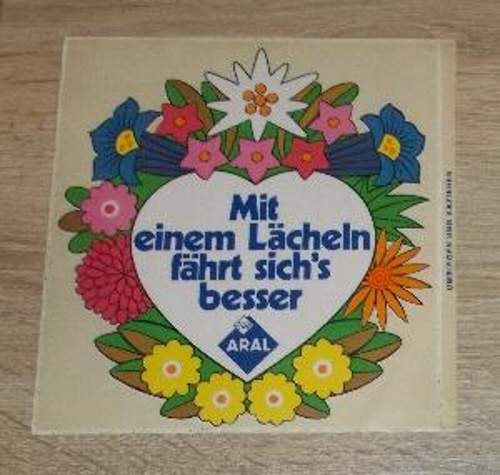 Mit
einem Lächeln
fährt sich's
besser
ARAL